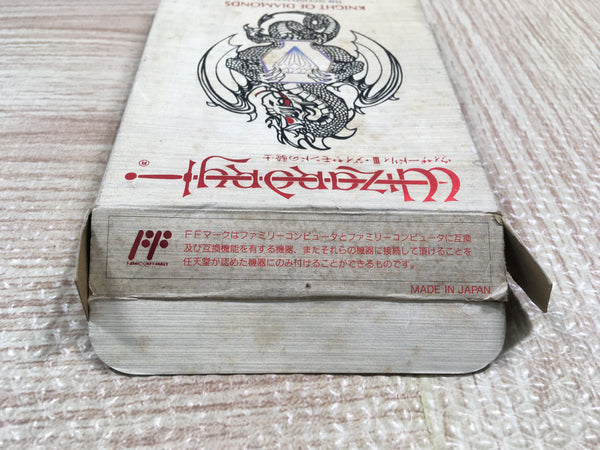 KNIGHT OF DIAMONDS
Wizardry
®
ウィザードリィⅢ・ダイヤモンドの騎士
FF
FAMICOM FAMILY
FFマークはファミリーコンピュータとファミリーコンピュータに互換
及び互換機能を有する機器、またそれらの機器に接続して頂けることを
任天堂が認めた機器にのみ付けることができるものです。
MADE IN JAPAN